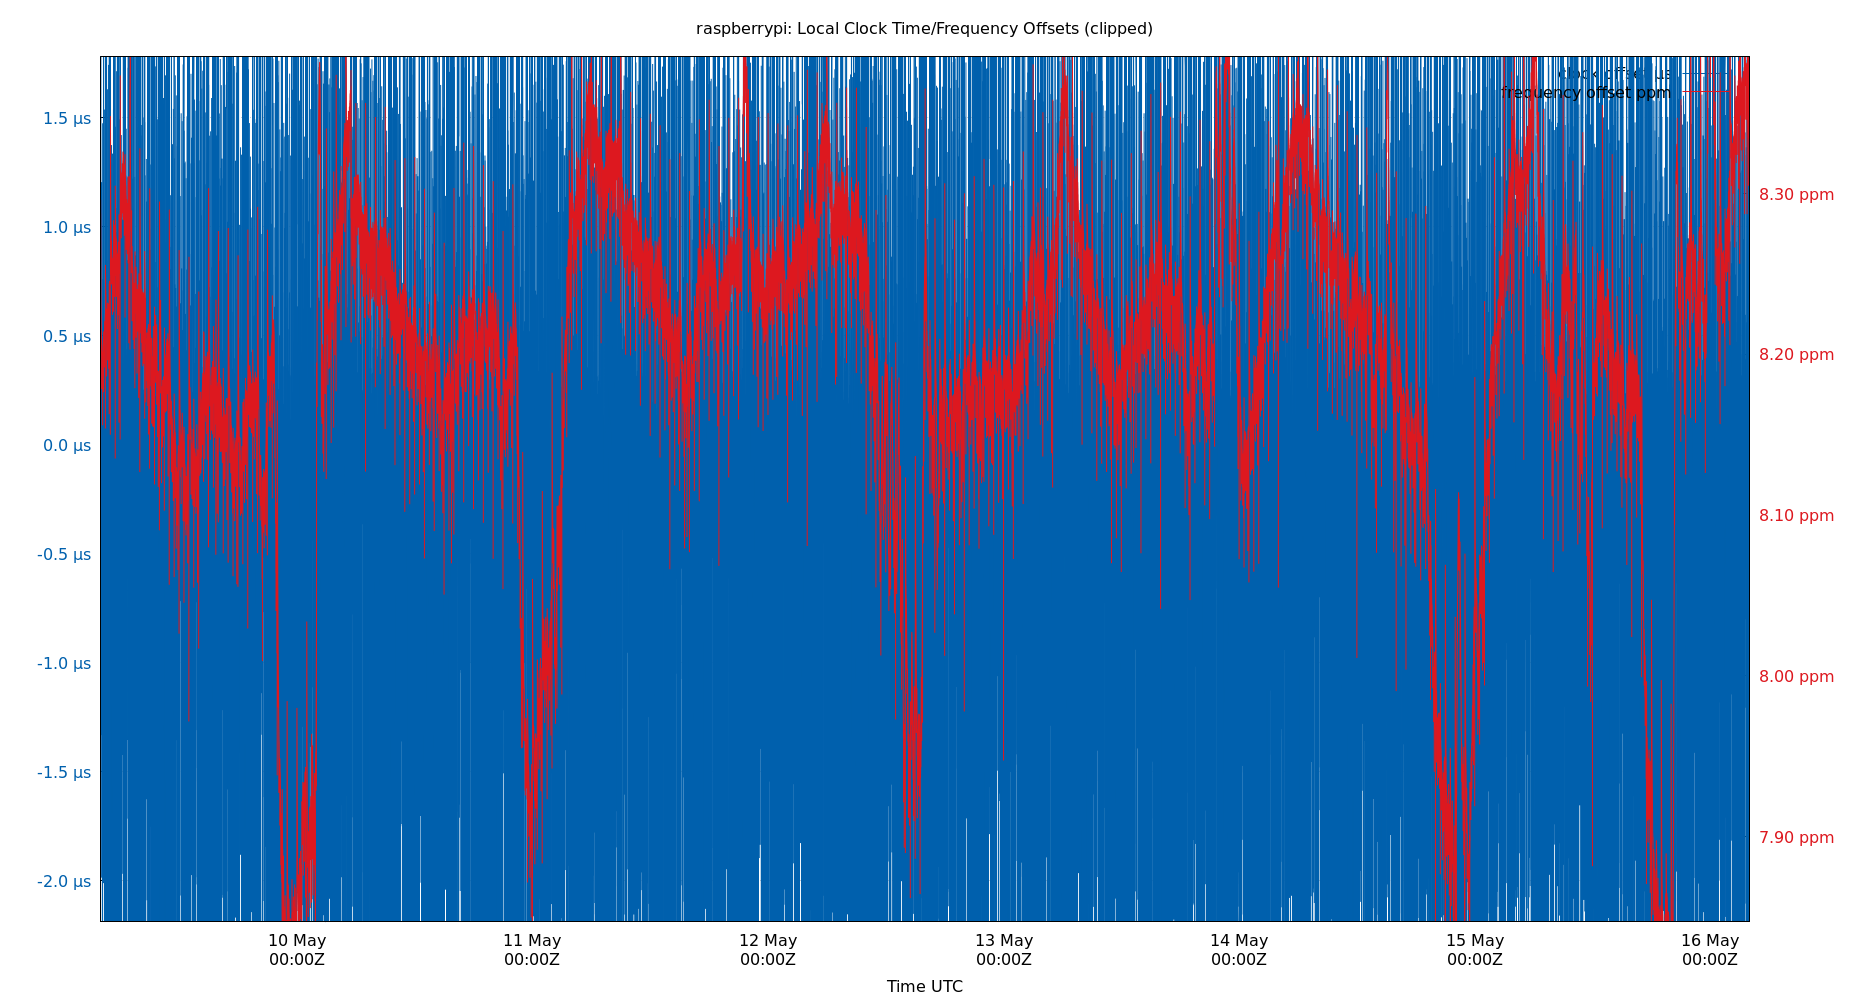 raspberrypi: Local Clock Time/Frequency Offsets (clipped)
clock offset µs
frequency offset ppm
1.5 µs
1.0 µs
0.5 µs
0.0 µs
-0.5 µs
-1.0 µs
-1.5 µs
-2.0 µs
8.30 ppm
8.20 ppm
8.10 ppm
8.00 ppm
7.90 ppm
10 May
00:00Z
11 May
00:00Z
12 May
00:00Z
13 May
00:00Z
14 May
00:00Z
15 May
00:00Z
16 May
00:00Z
Time UTC